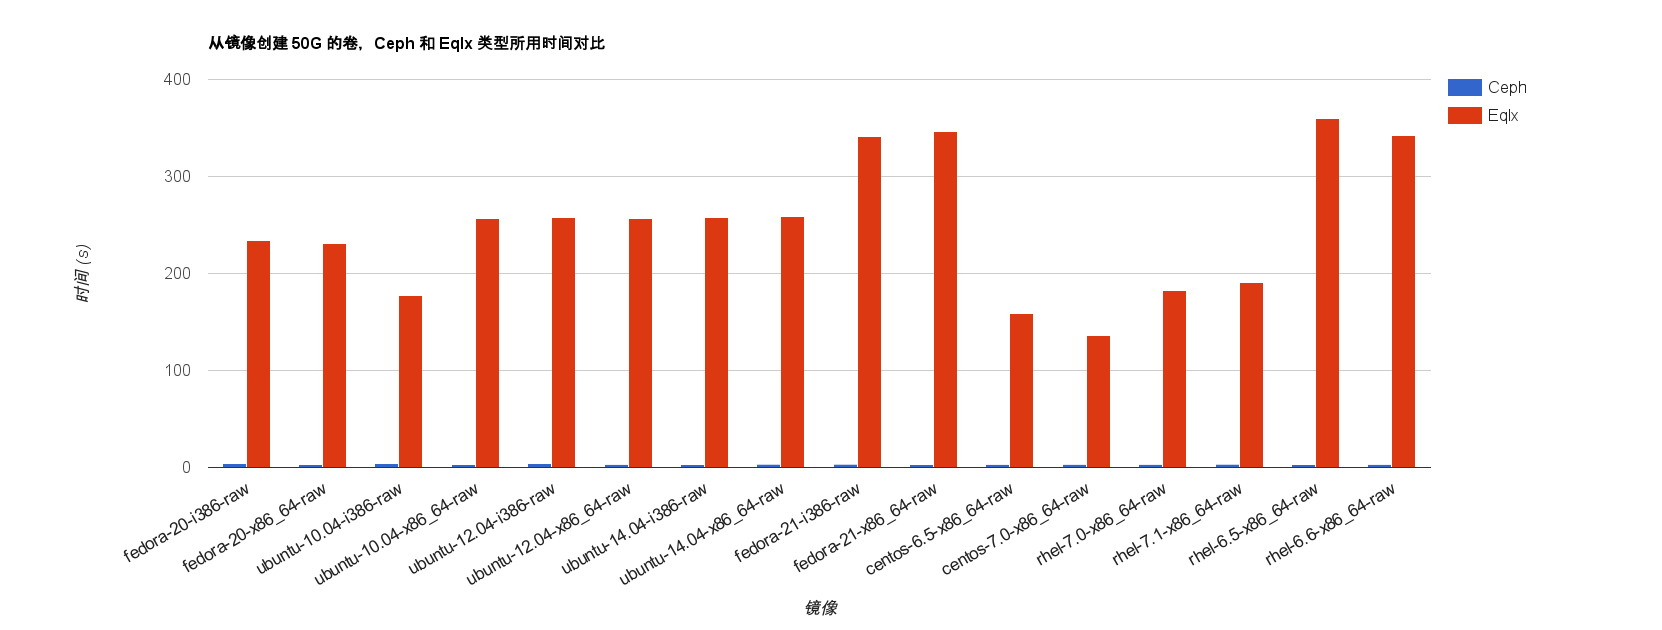 从镜像创建 50G 的卷，Ceph 和 Eqlx 类型所用时间对比
400
300
200
100
0
时间 (s)
Ceph
Eqlx
fedora-20-i386-raw
fedora-20-x86_64-raw
ubuntu-10.04-i386-raw
ubuntu-10.04-x86_64-raw
ubuntu-12.04-i386-raw
ubuntu-12.04-x86_64-raw
ubuntu-14.04-i386-raw
ubuntu-14.04-x86_64-raw
fedora-21-i386-raw
fedora-21-x86_64-raw
centos-6.5-x86_64-raw
centos-7.0-x86_64-raw
rhel-7.0-x86_64-raw
rhel-7.1-x86_64-raw
rhel-6.5-x86_64-raw
rhel-6.6-x86_64-raw
镜像